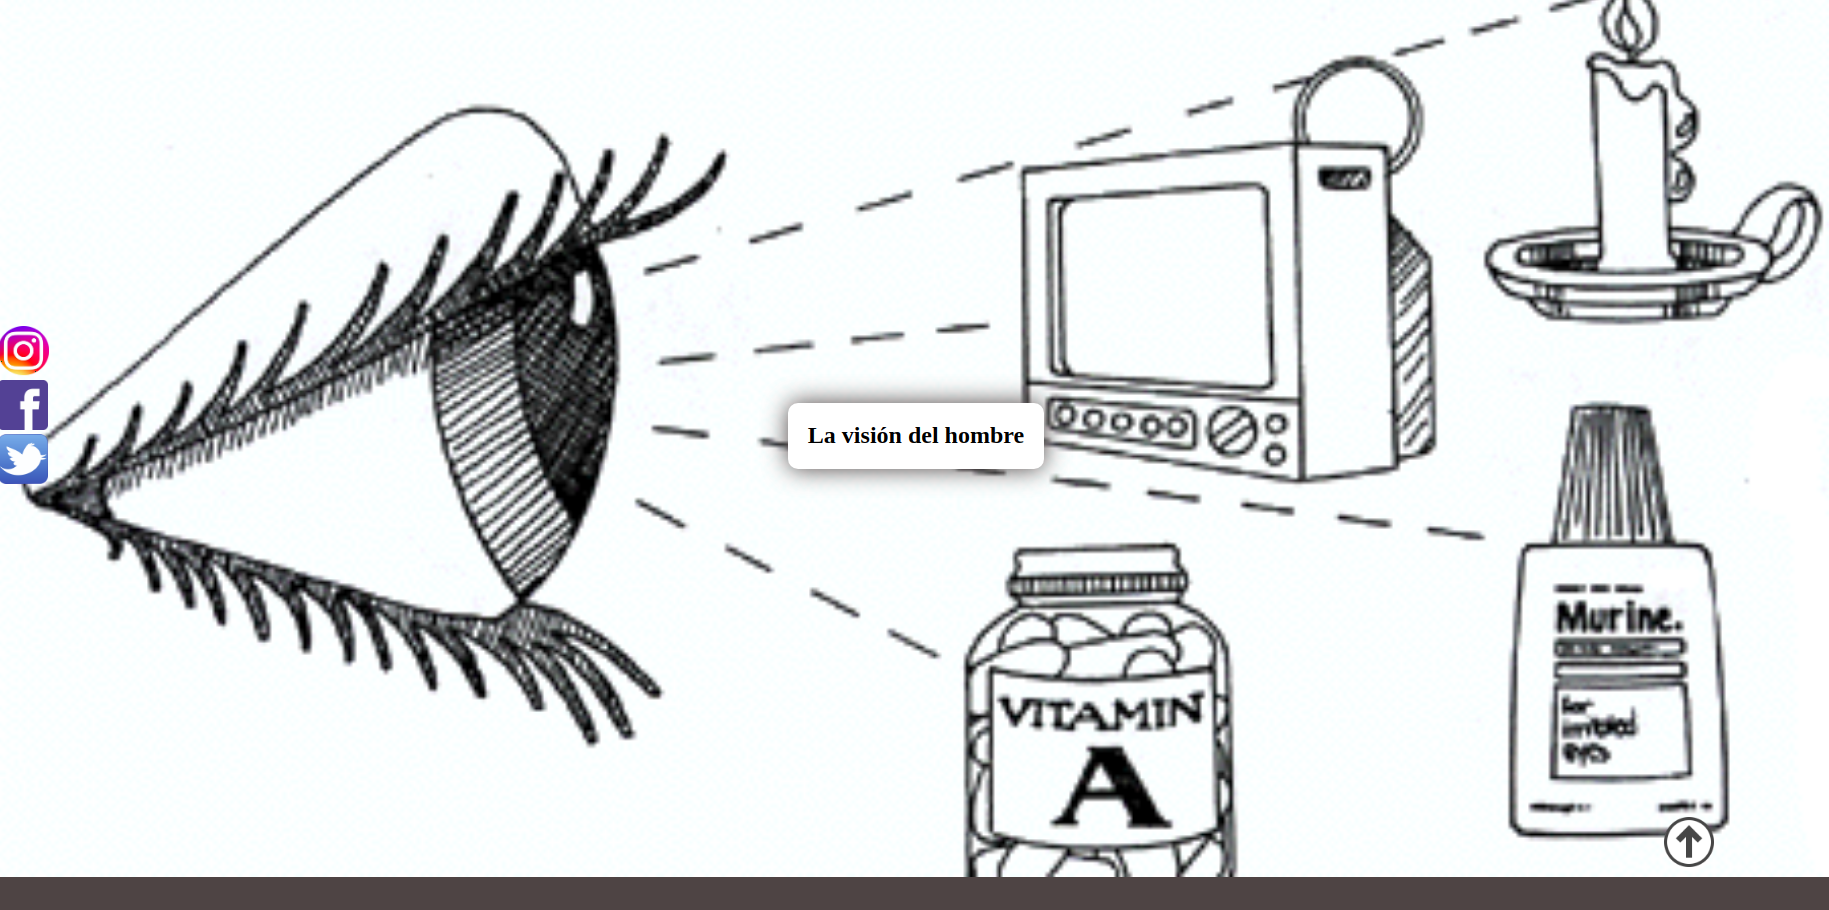 La visión del hombre
VITAMIN
A
Murine.
for
irritated
eyes